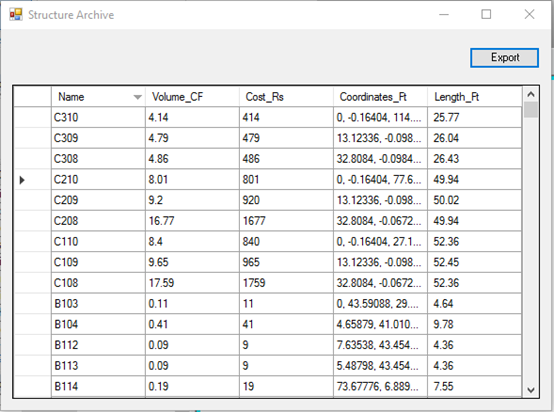 Structure Archive
Export
Name Volume_CF Cost_Rs Coordinates_Ft Length_Ft
C310 4.14 414 0, -0.16404, 114.... 25.77
C309 4.79 479 13.12336, -0.098... 26.04
C308 4.86 486 32.8084, -0.0984... 26.43
C210 8.01 801 0, -0.16404, 77.6... 49.94
C209 9.2 920 13.12336, -0.098... 50.02
C208 16.77 1677 32.8084, -0.0672... 49.94
C110 8.4 840 0, -0.16404, 27.1... 52.36
C109 9.65 965 13.12336, -0.098... 52.45
C108 17.59 1759 32.8084, -0.0672... 52.36
B103 0.11 11 0, 43.59088, 29.... 4.64
B104 0.41 41 4.65879, 41.010... 9.78
B112 0.09 9 7.63538, 43.454... 4.36
B113 0.09 9 5.48798, 43.454... 4.36
B114 0.19 19 73.67776, 6.889... 7.55